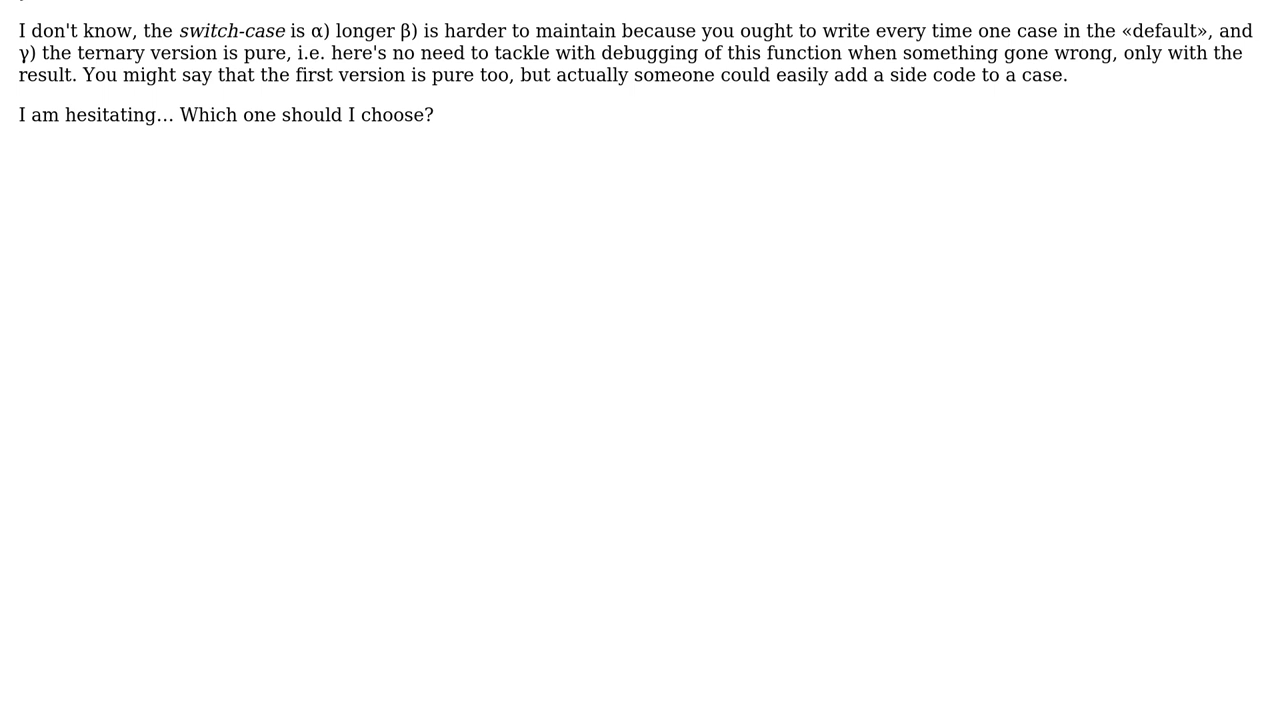 I don't know, the switch-case is α) longer β) is harder to maintain because you ought to write every time one case in the «default», and
γ) the ternary version is pure, i.e. here's no need to tackle with debugging of this function when something gone wrong, only with the
result. You might say that the first version is pure too, but actually someone could easily add a side code to a case.
I am hesitating… Which one should I choose?